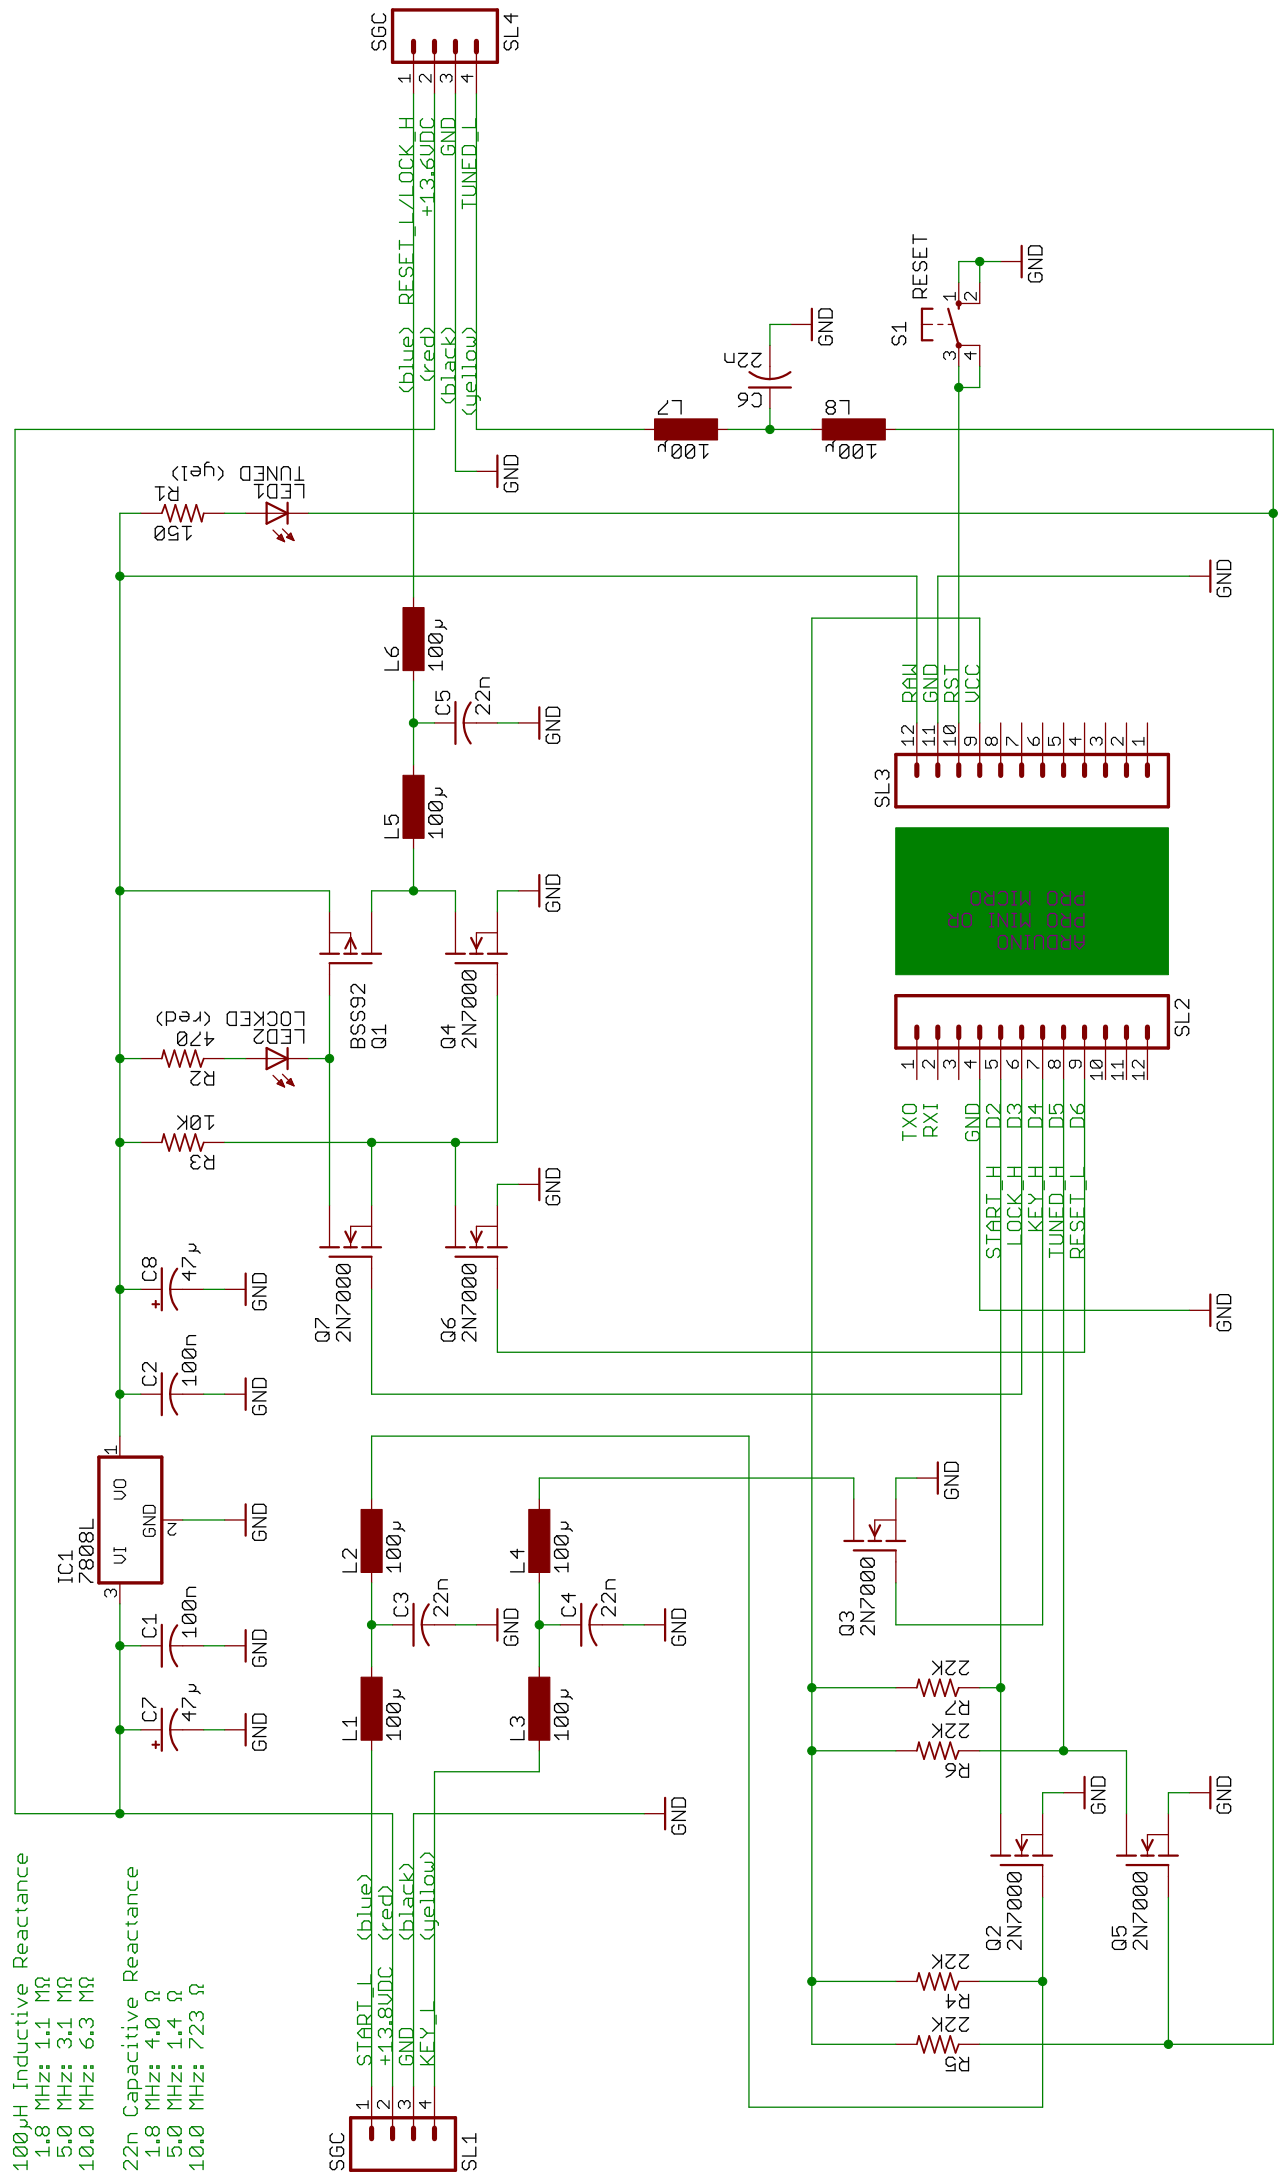 100µH Inductive Reactance
1.8 MHz: 1.1 MΩ
5.0 MHz: 3.1 MΩ
10.0 MHz: 6.3 MΩ
22n Capacitive Reactance
1.8 MHz: 4.0 Ω
5.0 MHz: 1.4 Ω
10.0 MHz: 723 Ω
SGC
SL1
1
2
3
4
START_L (blue)
+13.8VDC (red)
GND (black)
KEY_L (yellow)
GND
C7
47µ
GND
C1
100n
GND
IC1
7808L
VI
VO
GND
3
1
2
GND
C2
100n
GND
C8
47µ
GND
L1
100µ
L2
100µ
C3
22n
GND
L3
100µ
L4
100µ
C4
22n
GND
R3
10K
R2
470
LED2
LOCKED (red)
R1
150
LED1
TUNED (yel)
Q7
2N7000
Q6
2N7000
GND
BSS92
Q1
Q4
2N7000
GND
L5
100µ
L6
100µ
C5
22n
GND
SGC
SL4
1
2
3
4
(blue) RESET_L/LOCK_H
(red) +13.6VDC
(black) GND
(yellow) TUNED_L
GND
L7
100µ
C6
22n
GND
L8
100µ
S1
RESET
3
4
1
2
GND
SL3
12
11
10
9
8
7
6
5
4
3
2
1
RAW
GND
RSI
VCC
GND
ARDUINO
PRO MINI OR
PRO MICRO
SL2
1
2
3
4
5
6
7
8
9
10
11
12
TXO
RXI
GND
START_H D2
LOCK_H D3
KEY_H D4
TUNED_H D5
RESET_L D6
GND
Q3
2N7000
GND
R7
22K
R6
22K
R4
22K
R5
22K
Q2
2N7000
GND
Q5
2N7000
GND